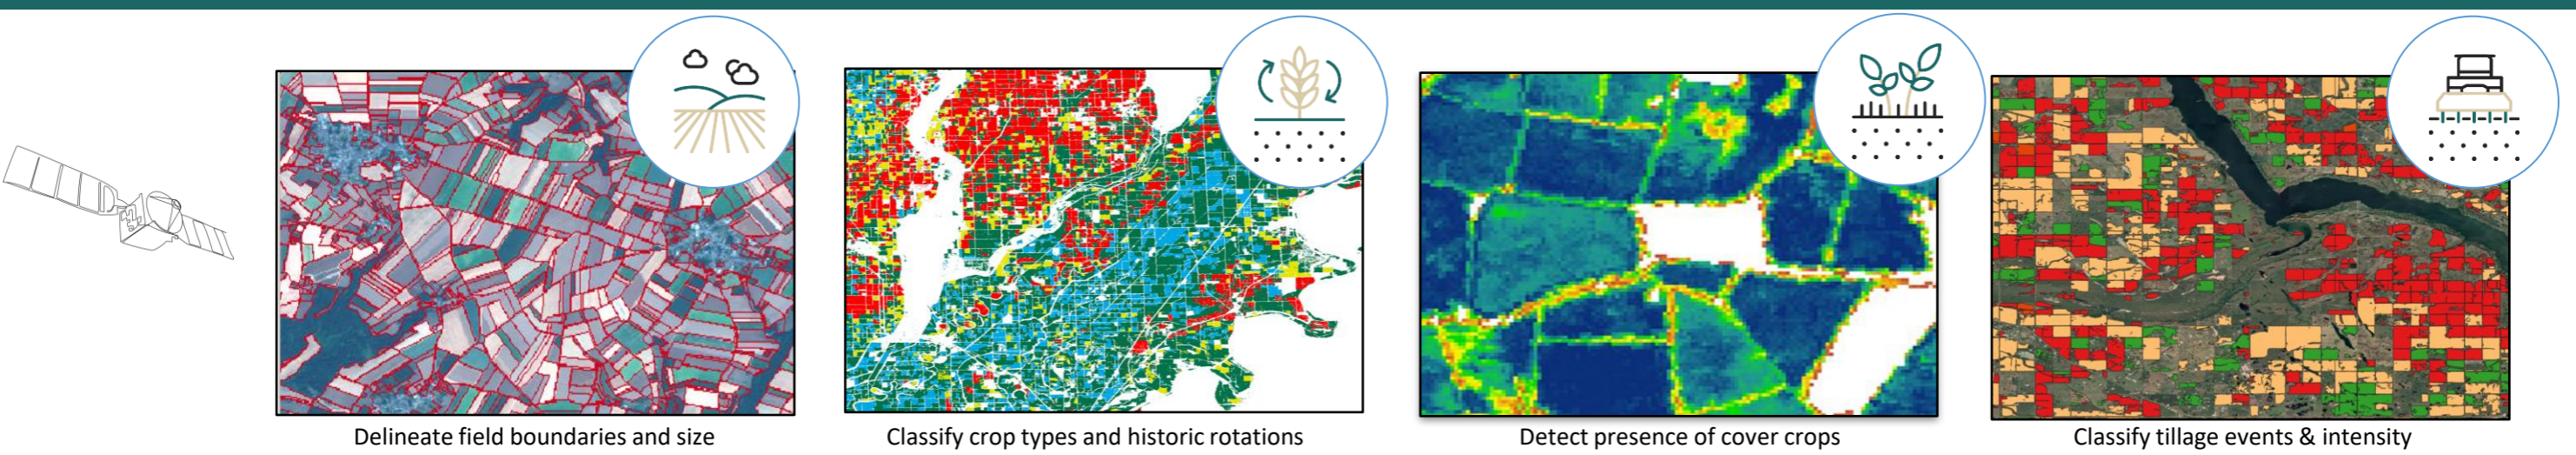 Delineate field boundaries and size
Classify crop types and historic rotations
Detect presence of cover crops
Classify tillage events & intensity